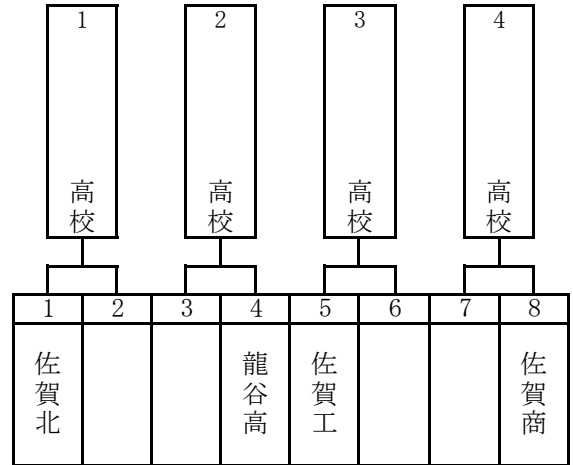 1 2 3 4
高校 高校 高校 高校
1 2 3 4 5 6 7 8
佐賀北 龍谷高 佐賀工 佐賀商